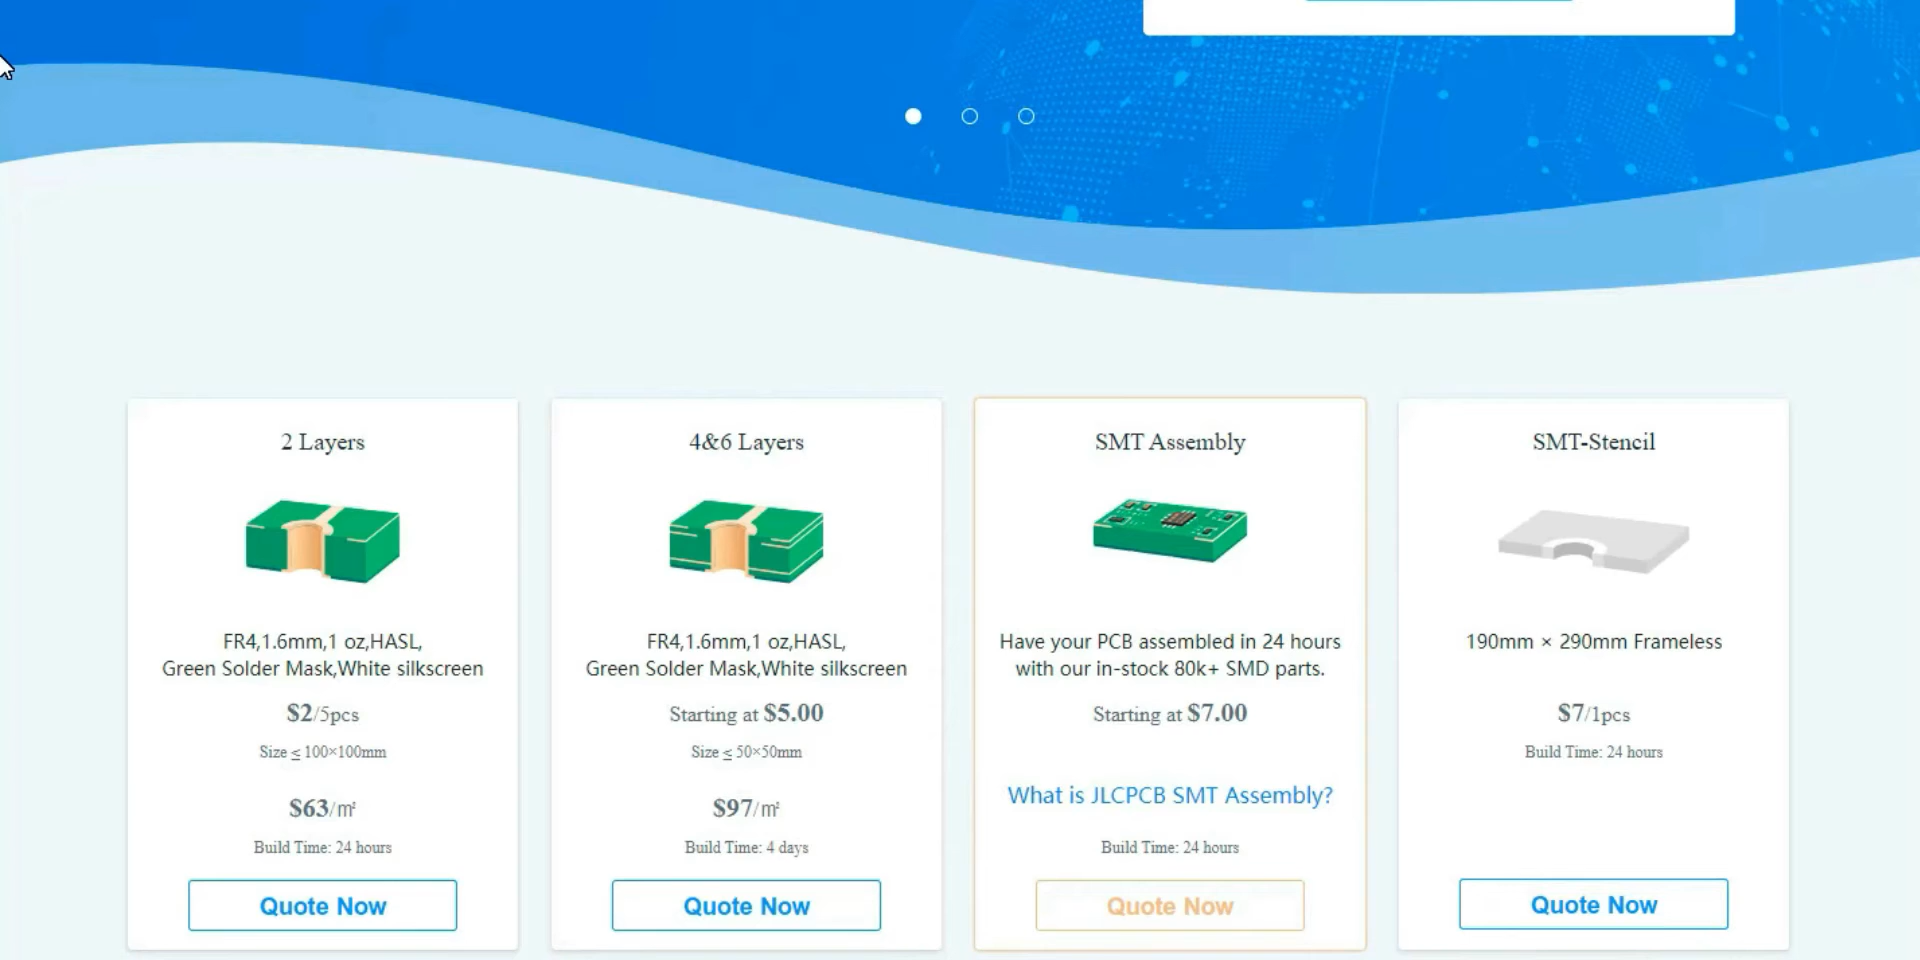 2 Layers
FR4,1.6mm,1 oz,HASL,
Green Solder Mask,White silkscreen
$2/5pcs
Size ≤ 100×100mm
$63/㎡
Build Time: 24 hours
Quote Now
4&6 Layers
FR4,1.6mm,1 oz,HASL,
Green Solder Mask,White silkscreen
Starting at $5.00
Size ≤ 50×50mm
$97/㎡
Build Time: 4 days
Quote Now
SMT Assembly
Have your PCB assembled in 24 hours
with our in-stock 80k+ SMD parts.
Starting at $7.00
What is JLCPCB SMT Assembly?
Build Time: 24 hours
Quote Now
SMT-Stencil
190mm × 290mm Frameless
$7/1pcs
Build Time: 24 hours
Quote Now